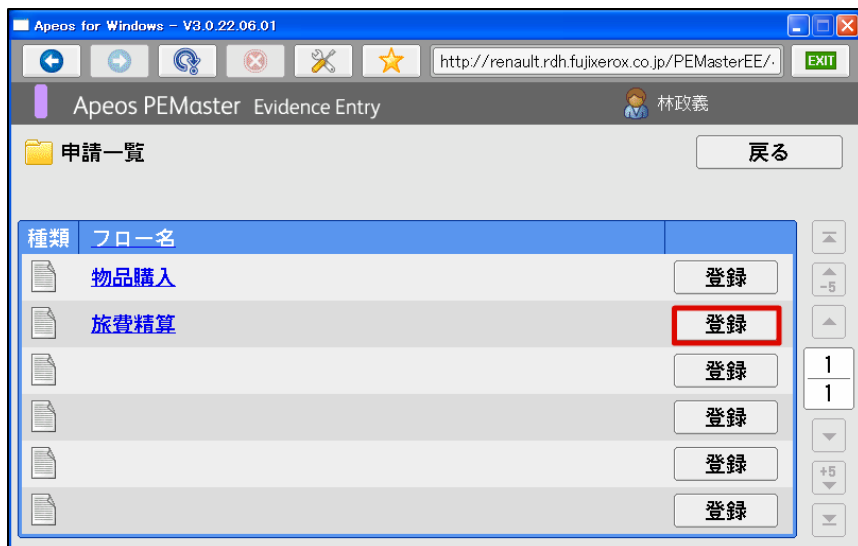 Apeos for Windows - V3.0.22.06.01
http://renault.rdh.fujixerox.co.jp/PEMasterEE/
EXIT
Apeos PEMaster Evidence Entry
林政義
申請一覧
戻る
種類 フロー名
物品購入 登録
-5
旅費精算 登録
登録
1
1
登録
登録
+5
登録